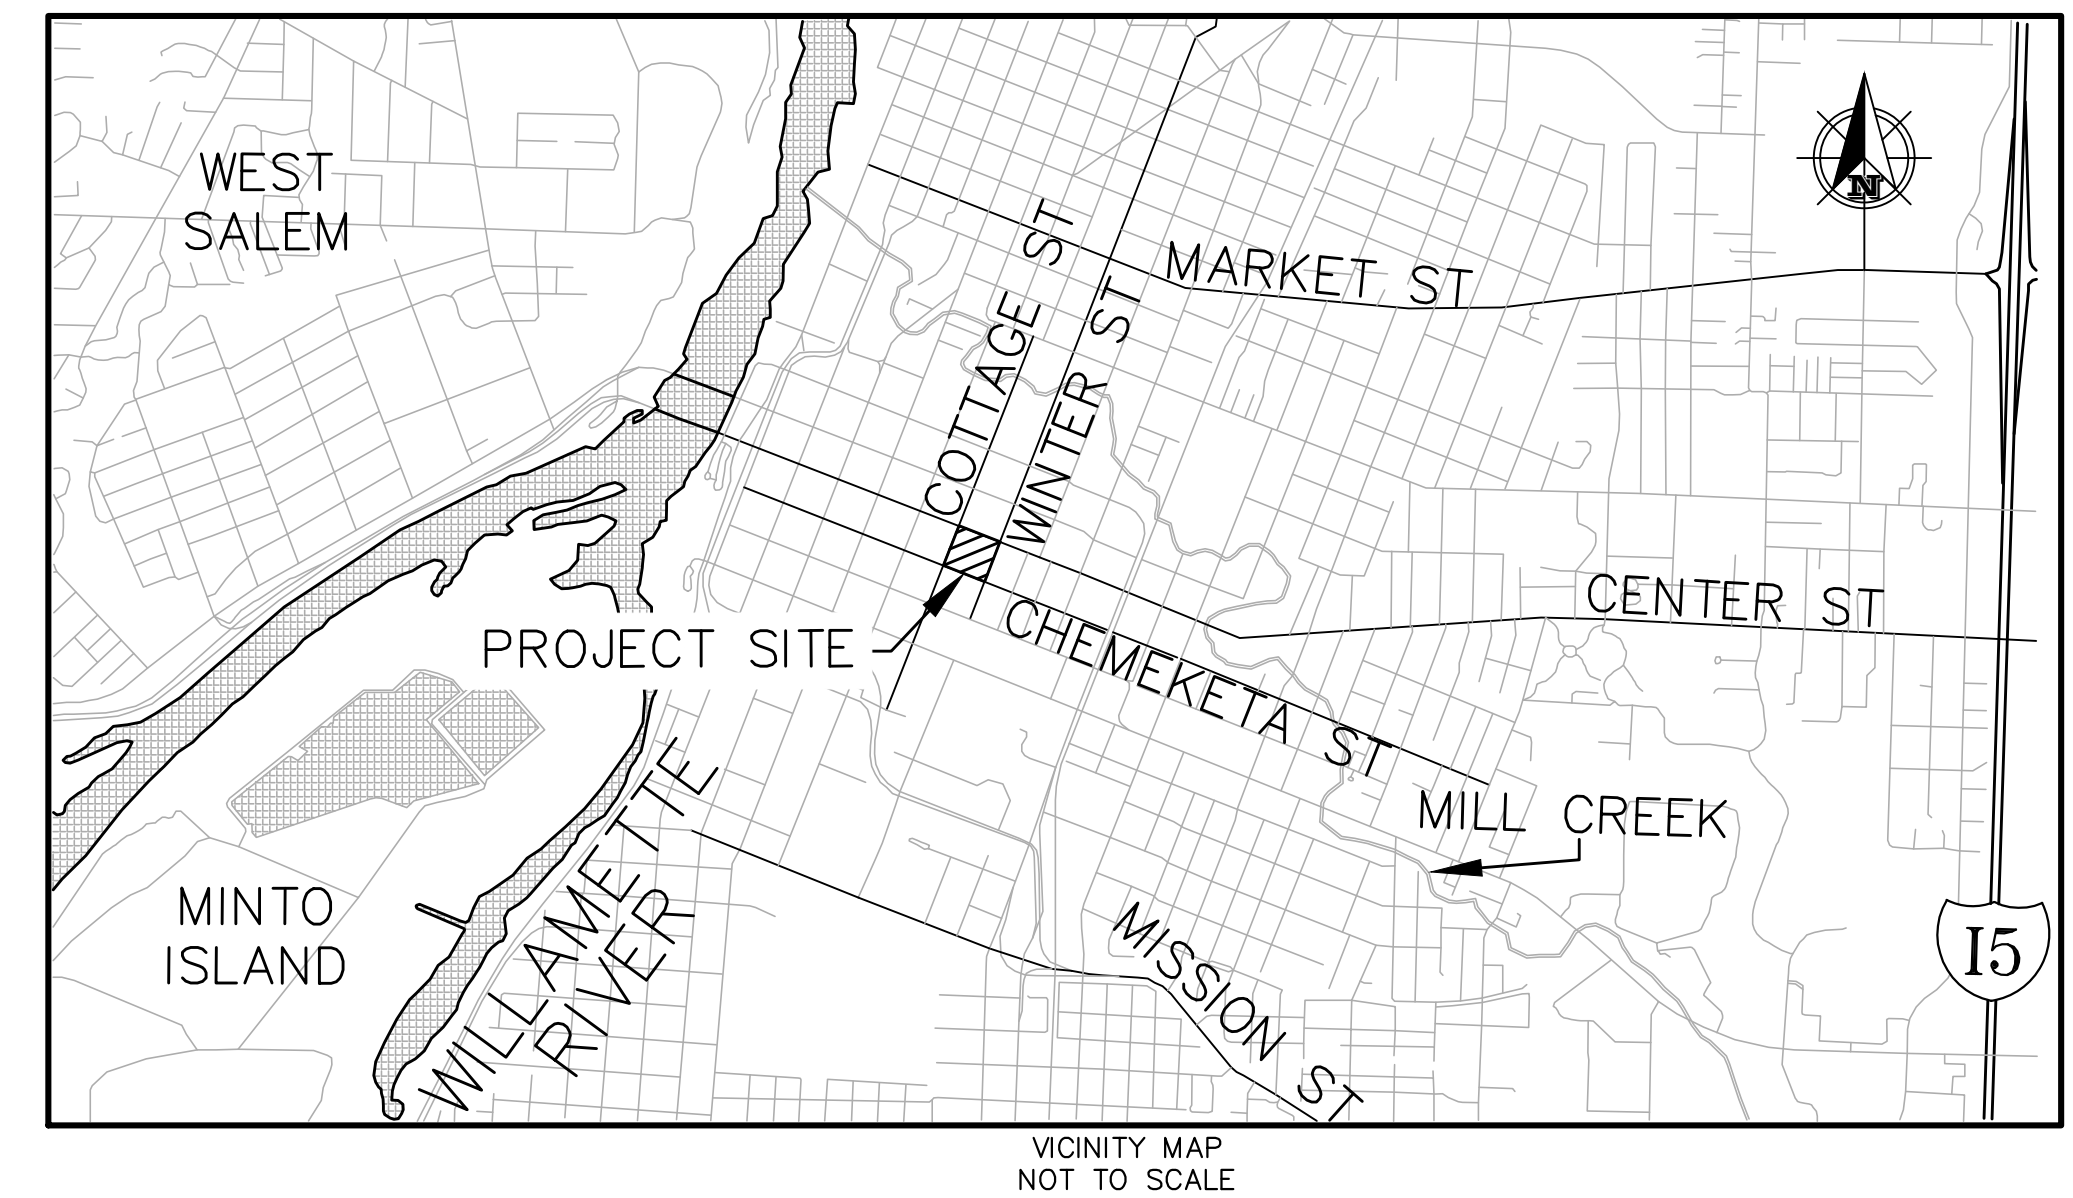 WEST
SALEM
N
MARKET ST
COTTAGE ST
WINTER ST
CENTER ST
PROJECT SITE
CHEMEKETA ST
MILL CREEK
MINTO
ISLAND
WILLAMETTE
RIVER
MISSION ST
I5
VICINITY MAP
NOT TO SCALE